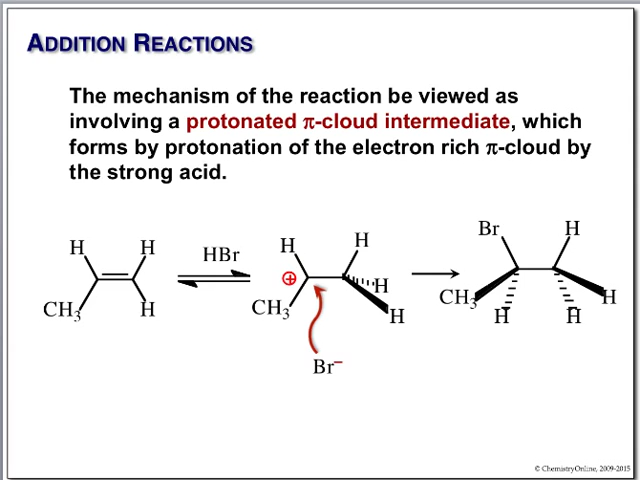 ADDITION REACTIONS
The mechanism of the reaction be viewed as
involving a protonated π-cloud intermediate, which
forms by protonation of the electron rich π-cloud by
the strong acid.
H H HBr H H Br H
⊕ H
CH₃ H CH₃ H CH₃ H H H
Br⁻
© ChemistryOnline, 2009-2015